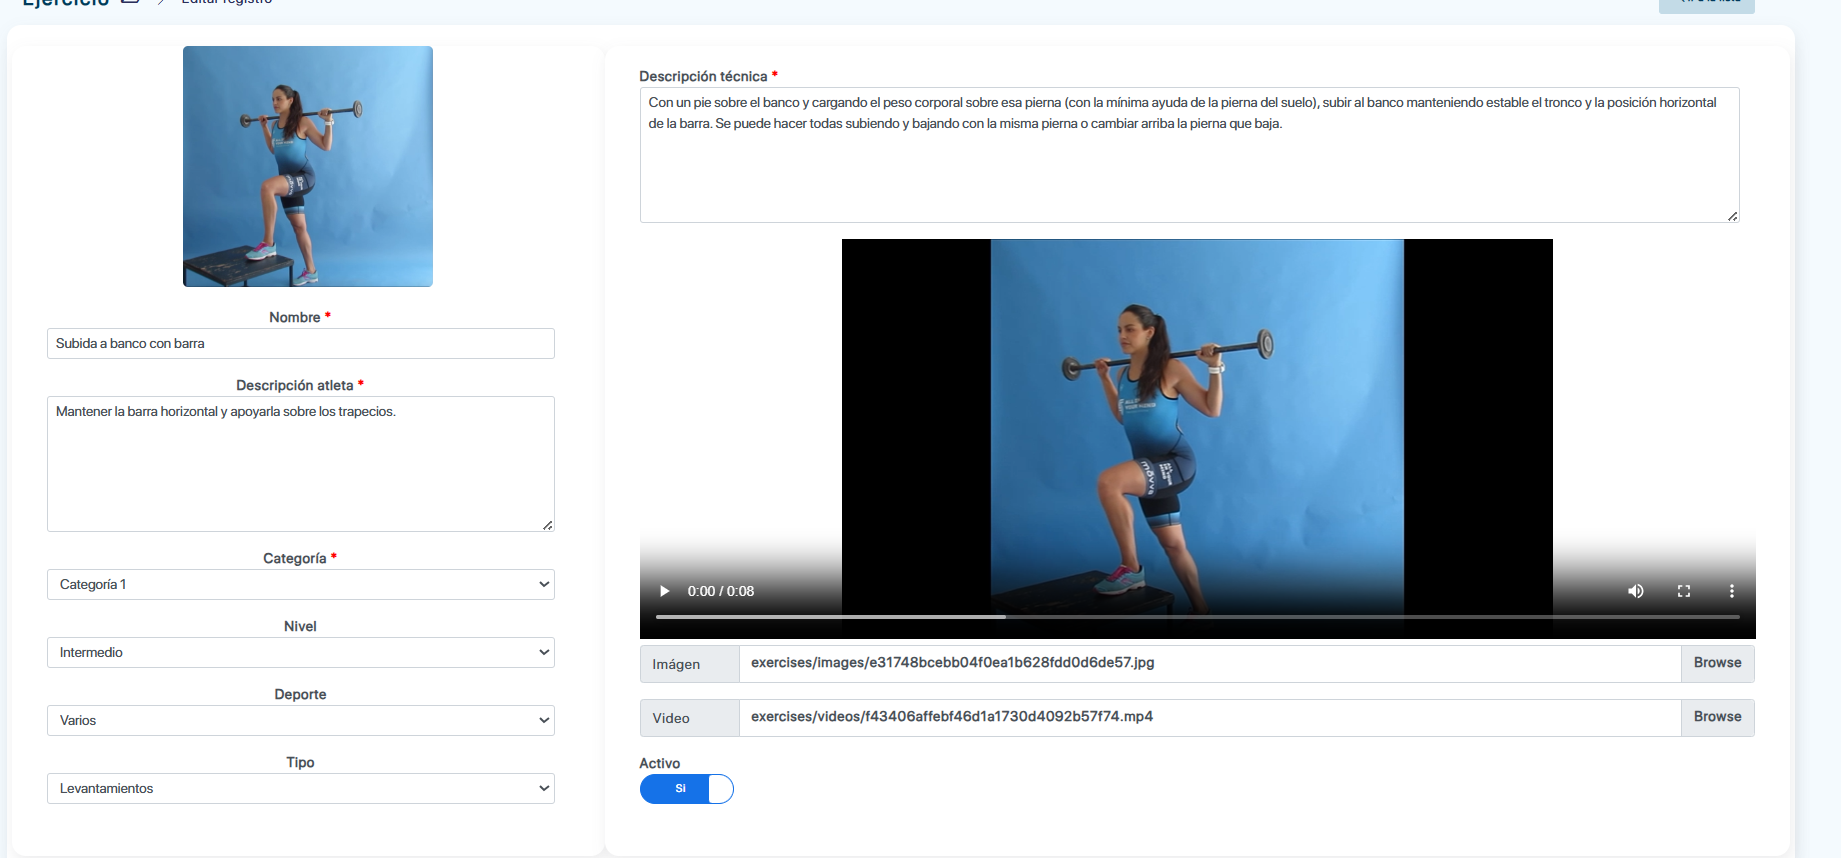 Ejercicio
Editar registro
Descripción técnica *
Con un pie sobre el banco y cargando el peso corporal sobre esa pierna (con la mínima ayuda de la pierna del suelo), subir al banco manteniendo estable el tronco y la posición horizontal
de la barra. Se puede hacer todas subiendo y bajando con la misma pierna o cambiar arriba la pierna que baja.
Nombre *
Subida a banco con barra
Descripción atleta *
Mantener la barra horizontal y apoyarla sobre los trapecios.
Categoría *
Categoría 1
Nivel
Intermedio
Deporte
Varios
Tipo
Levantamientos
0:00 / 0:08
Imágen
exercises/images/e31748bcebb04f0ea1b628fdd0d6de57.jpg
Browse
Video
exercises/videos/f43406affebf46d1a1730d4092b57f74.mp4
Browse
Activo
Si